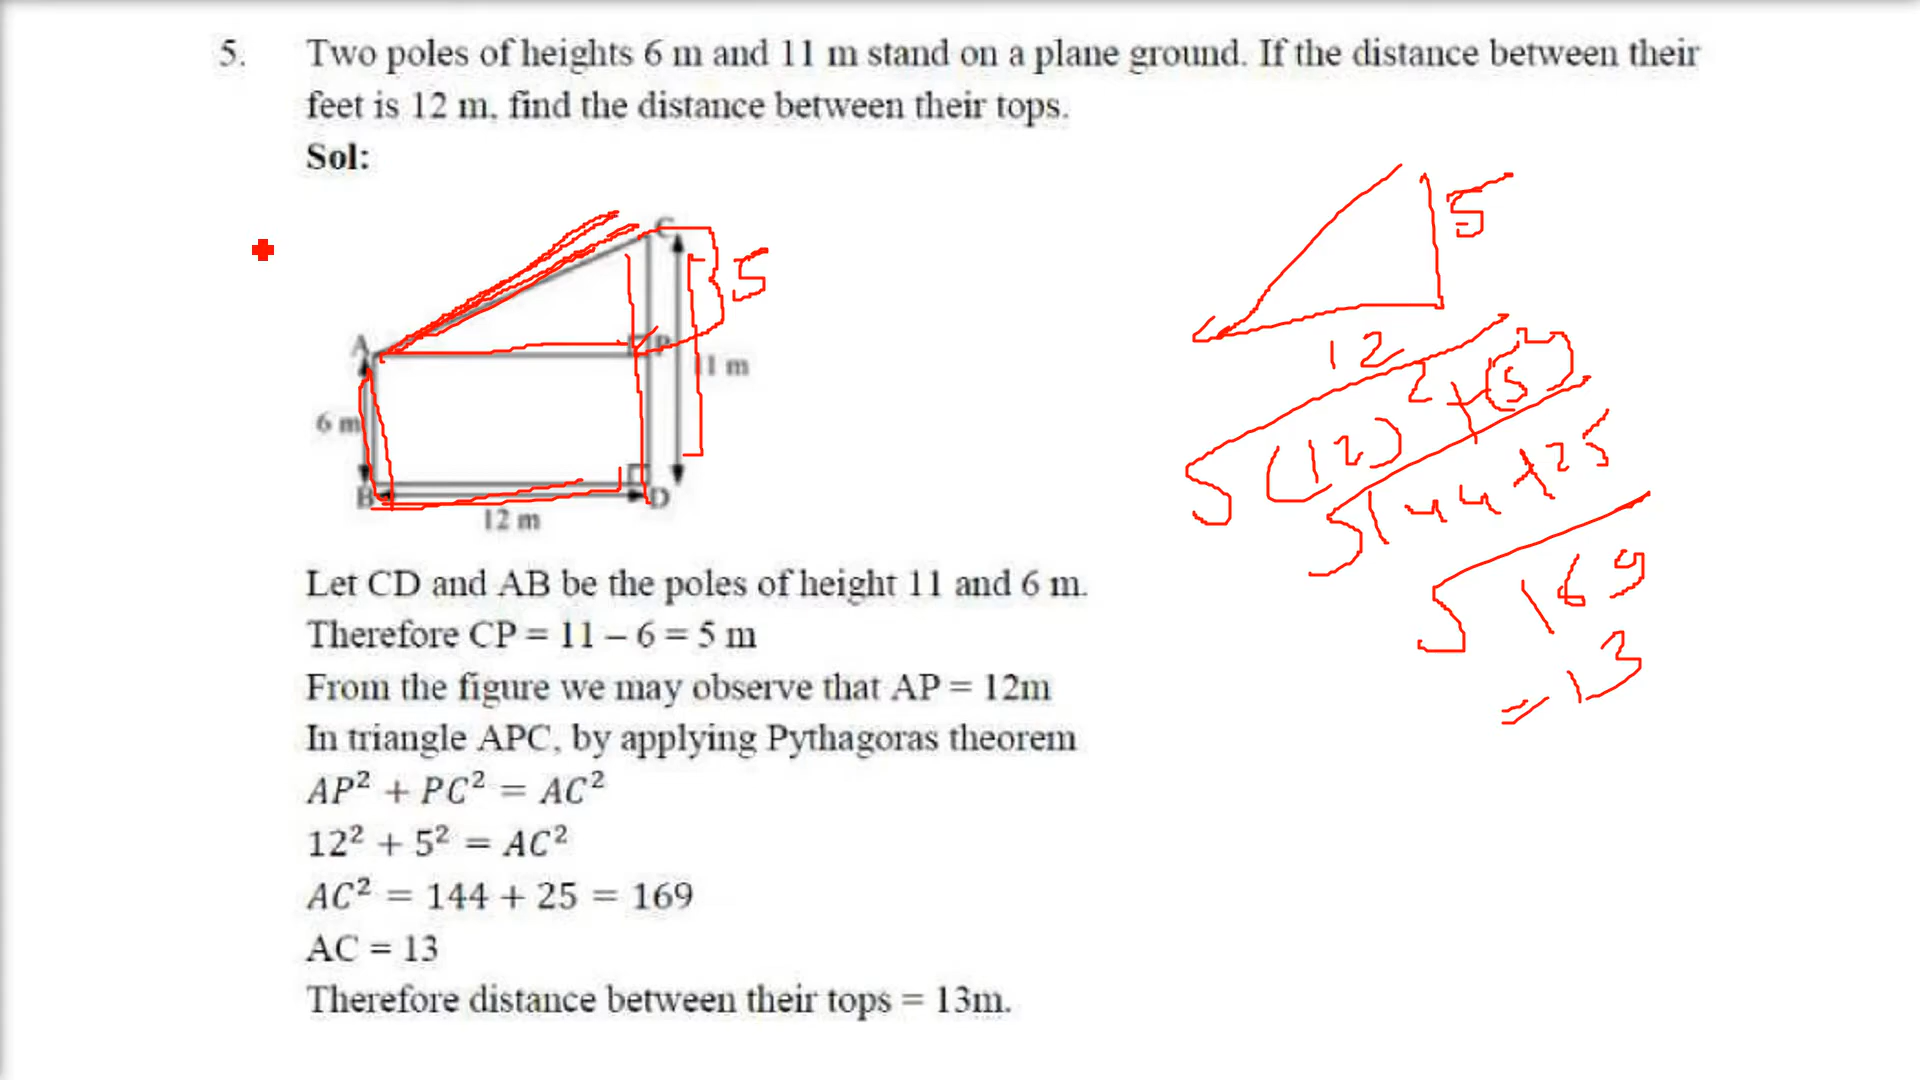 5. Two poles of heights 6 m and 11 m stand on a plane ground. If the distance between their
feet is 12 m, find the distance between their tops.
Sol:
C
5
A
P
11 m
6 m
B
D
12 m
5
12
√(12)² + (5)²
√144 + 25
√169
= 13
Let CD and AB be the poles of height 11 and 6 m.
Therefore CP = 11 – 6 = 5 m
From the figure we may observe that AP = 12m
In triangle APC, by applying Pythagoras theorem
AP² + PC² = AC²
12² + 5² = AC²
AC² = 144 + 25 = 169
AC = 13
Therefore distance between their tops = 13m.